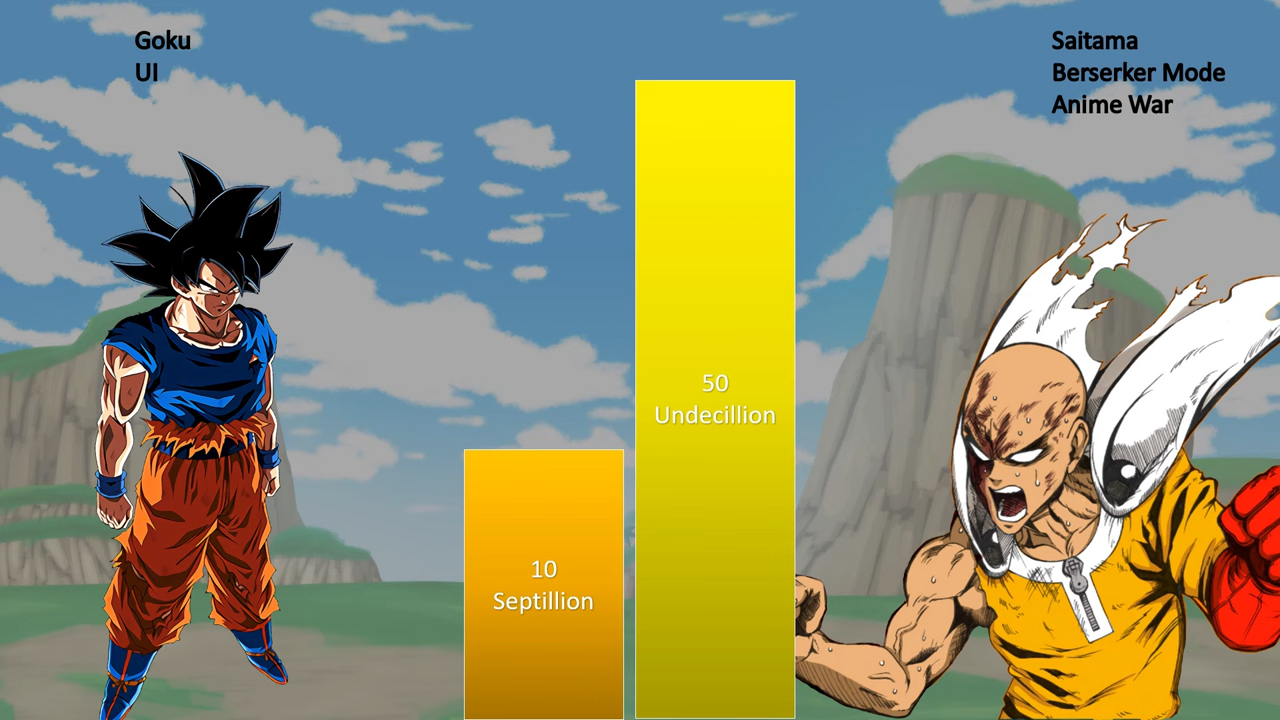 Goku
UI
Saitama
Berserker Mode
Anime War
50
Undecillion
10
Septillion